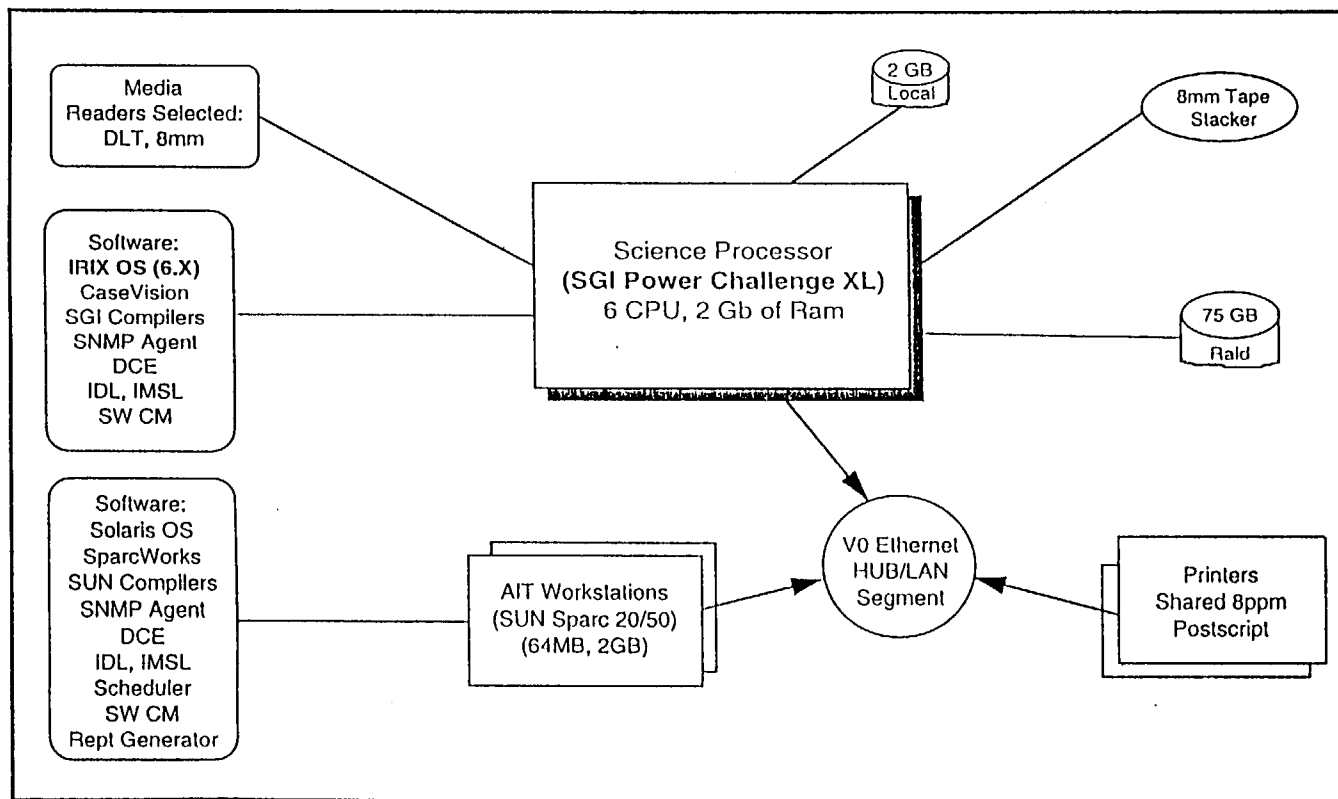 Media
Readers Selected:
DLT, 8mm
2 GB
Local
8mm Tape
Stacker
Science Processor
(SGI Power Challenge XL)
6 CPU, 2 Gb of Ram
Software:
IRIX OS (6.X)
CaseVision
SGI Compilers
SNMP Agent
DCE
IDL, IMSL
SW CM
75 GB
Raid
Software:
Solaris OS
SparcWorks
SUN Compilers
SNMP Agent
DCE
IDL, IMSL
Scheduler
SW CM
Rept Generator
AIT Workstations
(SUN Sparc 20/50)
(64MB, 2GB)
V0 Ethernet
HUB/LAN
Segment
Printers
Shared 8ppm
Postscript